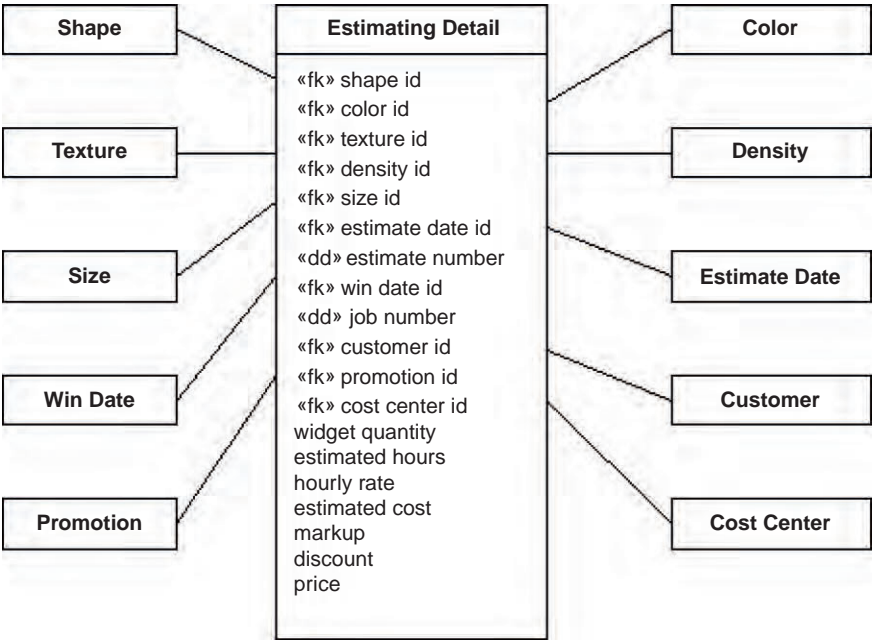 Shape
Texture
Size
Win Date
Promotion
Estimating Detail
«fk» shape id
«fk» color id
«fk» texture id
«fk» density id
«fk» size id
«fk» estimate date id
«dd» estimate number
«fk» win date id
«dd» job number
«fk» customer id
«fk» promotion id
«fk» cost center id
widget quantity
estimated hours
hourly rate
estimated cost
markup
discount
price
Color
Density
Estimate Date
Customer
Cost Center